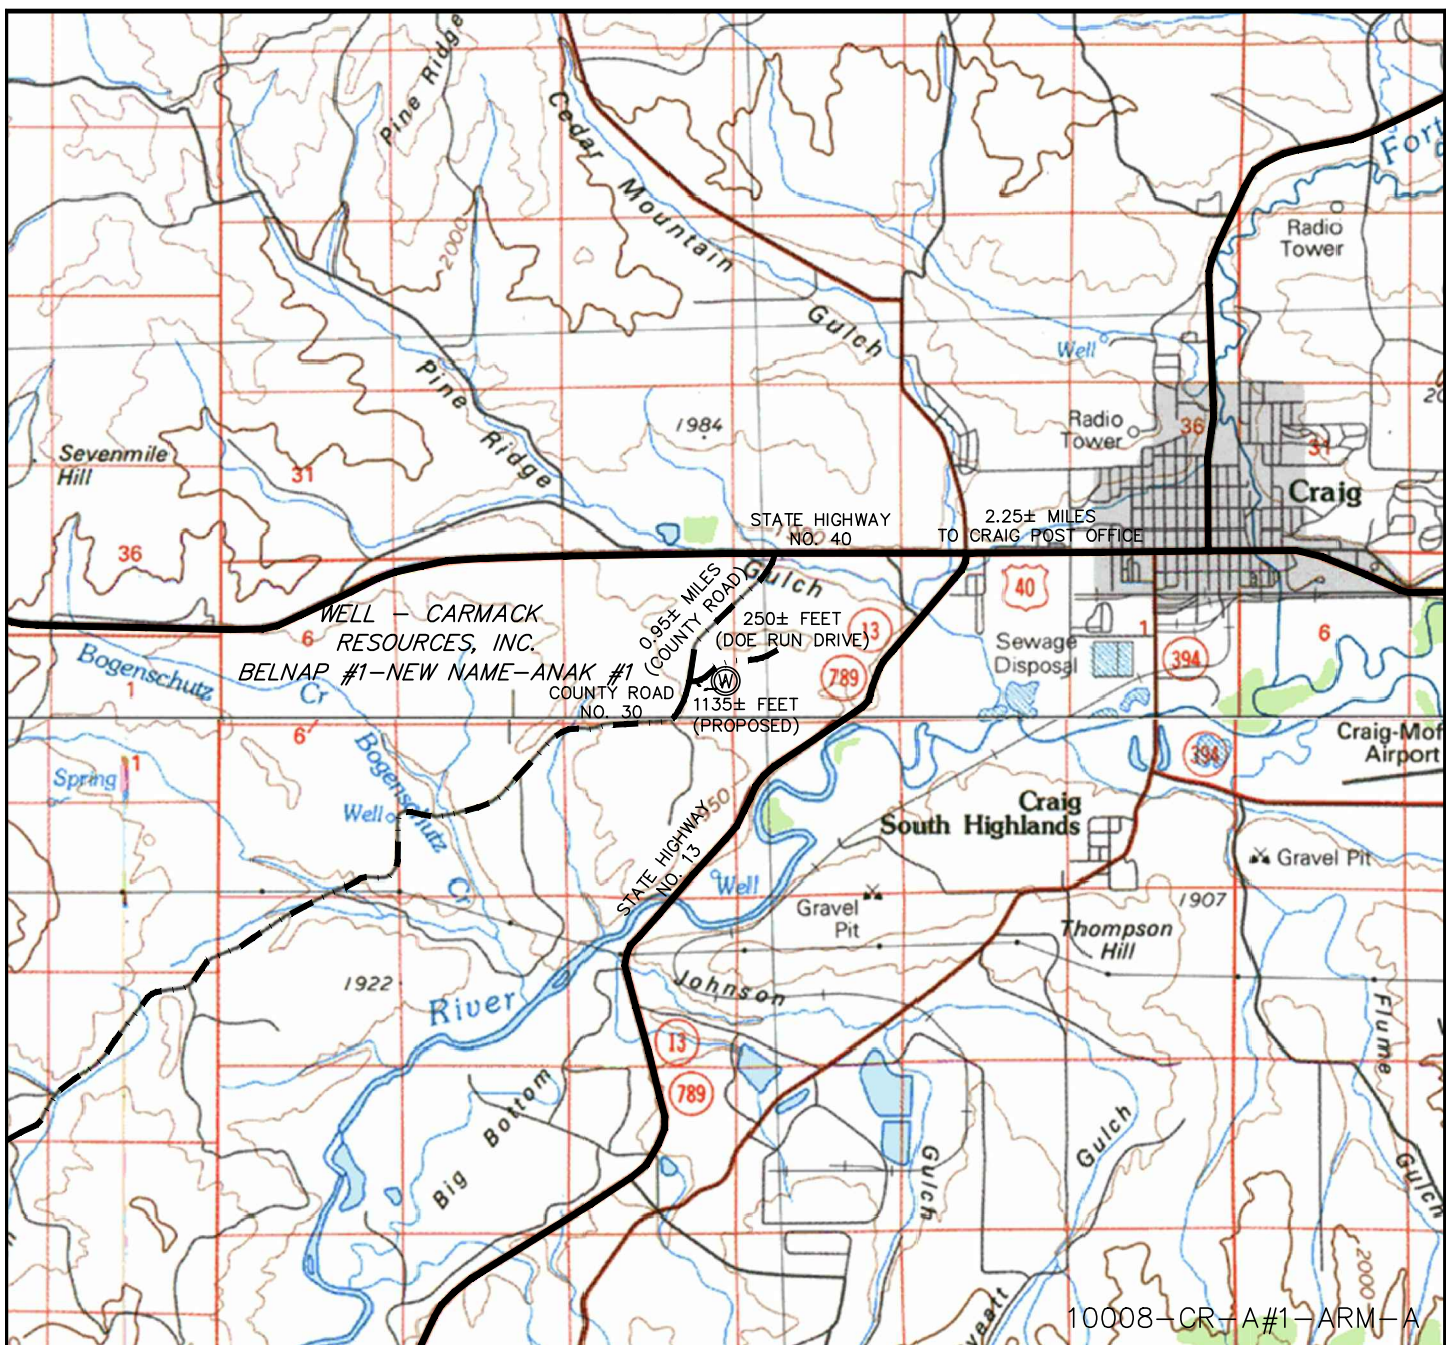 Pine Ridge
Cedar Mountain Gulch
Fort
Radio
Tower
2000
Well
Radio
Tower
36
31
Craig
Pine Ridge
1984
Sevenmile
Hill
31
36
STATE HIGHWAY
NO. 40
2.25± MILES
TO CRAIG POST OFFICE
Gulch
0.95± MILES
(COUNTY ROAD)
250± FEET
(DOE RUN DRIVE)
13
789
40
WELL – CARMACK
RESOURCES, INC.
BELNAP #1–NEW NAME–ANAK #1
6
Sewage
Disposal
1
394
6
Bogenschutz
Cr
1
COUNTY ROAD
NO. 30
W
1135± FEET
(PROPOSED)
6
Bogenschutz
Cr
1
Spring
Well
394
Craig-Mof
Airport
Craig
South Highlands
950
STATE HIGHWAY
NO. 13
Well
Gravel Pit
Gravel
Pit
1907
Thompson
Hill
1922
River
Johnson
Flume
13
789
Big Bottom
Gulch
Gulch
Gulch
2000
10008–CR–A#1–ARM–A